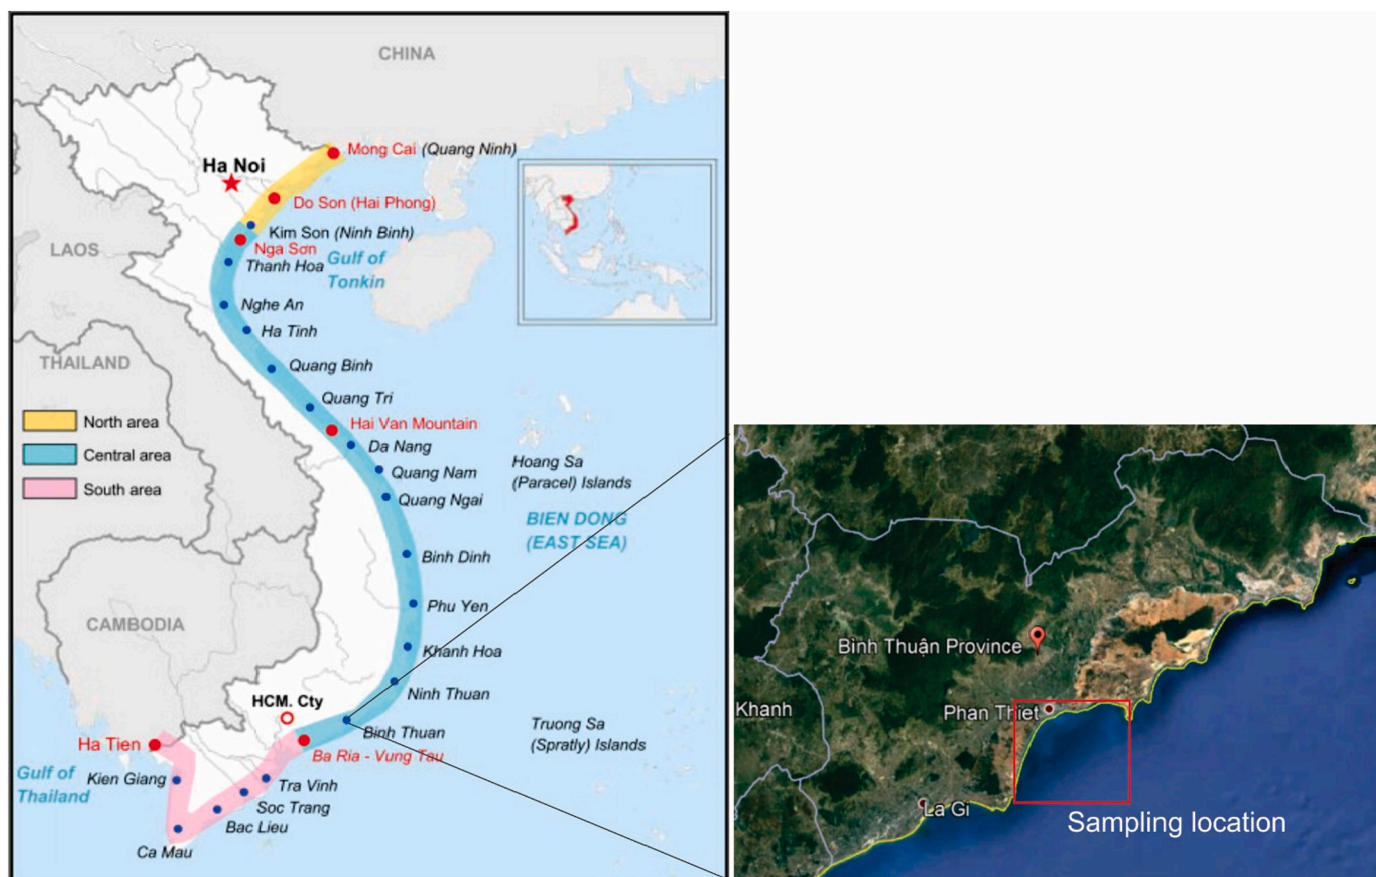 CHINA
Mong Cai (Quang Ninh)
Ha Noi
Do Son (Hai Phong)
Kim Son (Ninh Binh)
Nga Sơn
LAOS
Gulf of
Tonkin
Thanh Hoa
Nghe An
Ha Tinh
THAILAND
Quang Binh
Quang Tri
North area
Hai Van Mountain
Central area
Da Nang
South area
Quang Nam
Hoang Sa
(Paracel) Islands
Quang Ngai
BIEN DONG
(EAST SEA)
Binh Dinh
Phu Yen
CAMBODIA
Khanh Hoa
Ninh Thuan
HCM. Cty
Binh Thuan
Truong Sa
(Spratly) Islands
Ha Tien
Ba Ria - Vung Tau
Gulf of
Thailand
Kien Giang
Tra Vinh
Soc Trang
Bac Lieu
Ca Mau
Bình Thuận Province
Khanh
Phan Thiet
La Gi
Sampling location